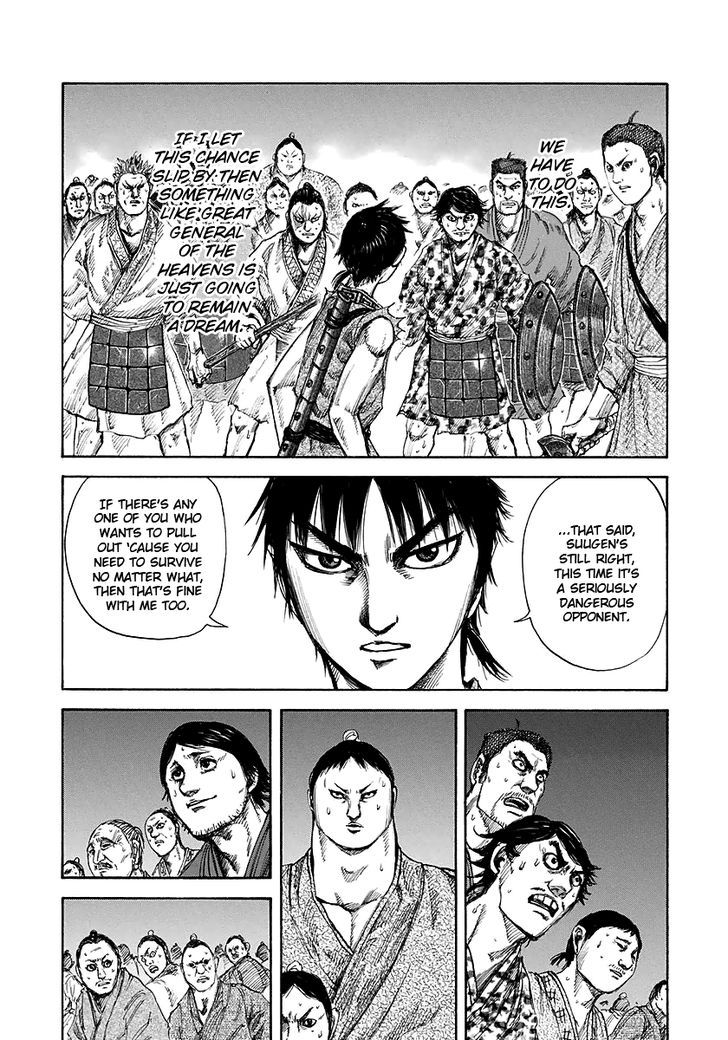 WE
HAVE
TO DO
THIS.
IF I LET
THIS CHANCE
SLIP BY, THEN
SOMETHING
LIKE GREAT
GENERAL
OF THE
HEAVENS IS
JUST GOING
TO REMAIN
A DREAM...
...THAT SAID,
SUUGEN'S
STILL RIGHT,
THIS TIME IT'S
A SERIOUSLY
DANGEROUS
OPPONENT.
IF THERE'S ANY
ONE OF YOU WHO
WANTS TO PULL
OUT 'CAUSE YOU
NEED TO SURVIVE
NO MATTER WHAT,
THEN THAT'S FINE
WITH ME TOO.